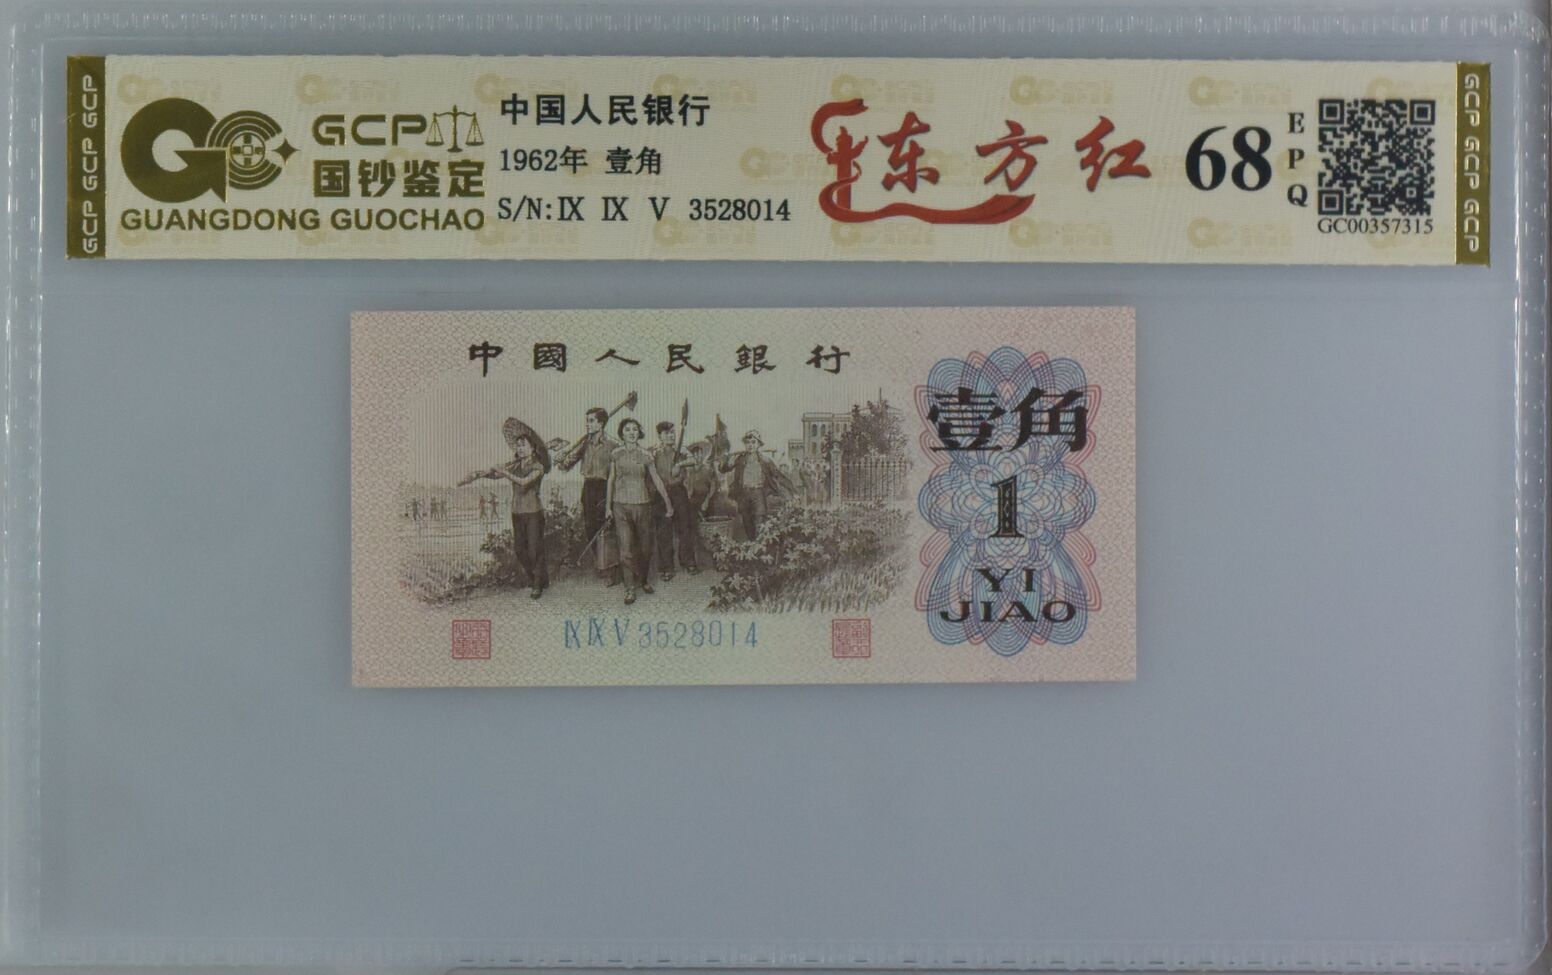 GCP GCP GCP
GCP
国钞鉴定
GUANGDONG GUOCHAO
中国人民银行
1962年 壹角
S/N: IX IX V 3528014
东方红
68
EPQ
GC00357315
GCP GCP GCP
中國人民銀行
壹角
1
YI
JIAO
IX IX V 3528014